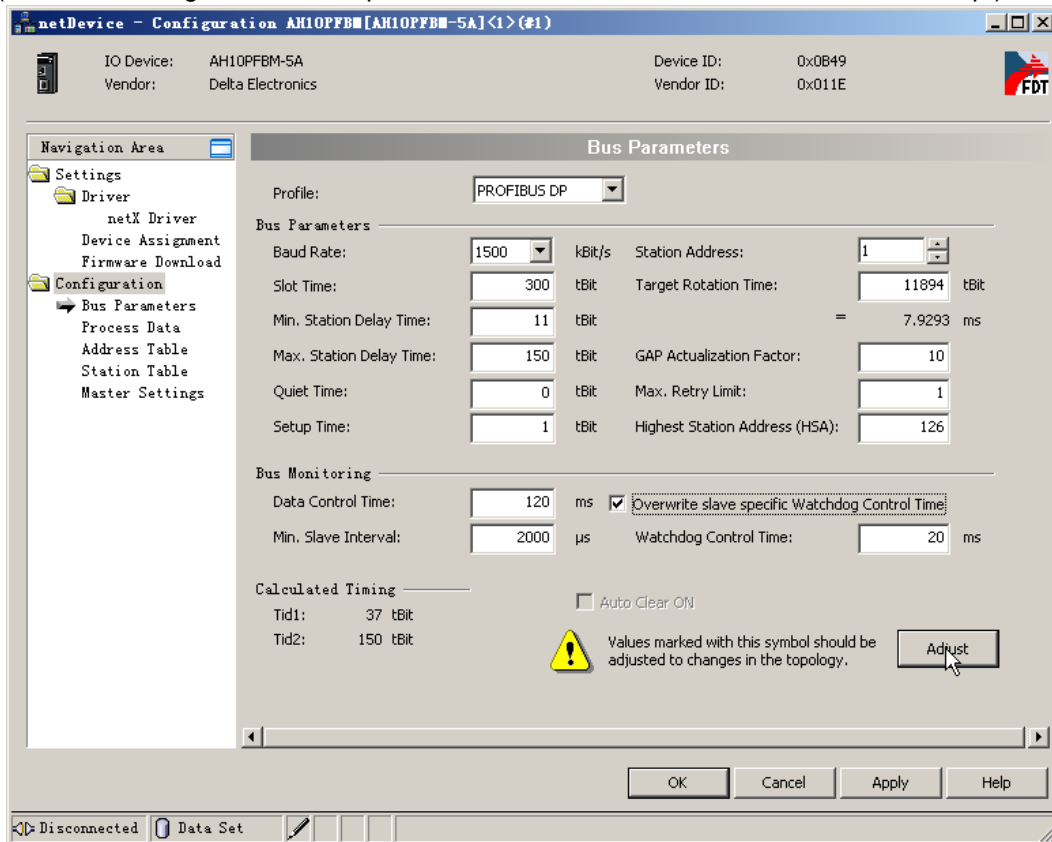 netDevice - Configuration AH10PFBM[AH10PFBM-5A]<1>(#1)
IO Device: AH10PFBM-5A Device ID: 0x0B49
Vendor: Delta Electronics Vendor ID: 0x011E
FDT
Navigation Area
Settings
Driver
netX Driver
Device Assignment
Firmware Download
Configuration
Bus Parameters
Process Data
Address Table
Station Table
Master Settings
Bus Parameters
Profile: PROFIBUS DP
Bus Parameters
Baud Rate: 1500 kBit/s Station Address: 1
Slot Time: 300 tBit Target Rotation Time: 11894 tBit
Min. Station Delay Time: 11 tBit = 7.9293 ms
Max. Station Delay Time: 150 tBit GAP Actualization Factor: 10
Quiet Time: 0 tBit Max. Retry Limit: 1
Setup Time: 1 tBit Highest Station Address (HSA): 126
Bus Monitoring
Data Control Time: 120 ms Overwrite slave specific Watchdog Control Time
Min. Slave Interval: 2000 µs Watchdog Control Time: 20 ms
Calculated Timing
Tid1: 37 tBit
Tid2: 150 tBit
Auto Clear ON
Values marked with this symbol should be
adjusted to changes in the topology.
Adjust
OK Cancel Apply Help
Disconnected Data Set